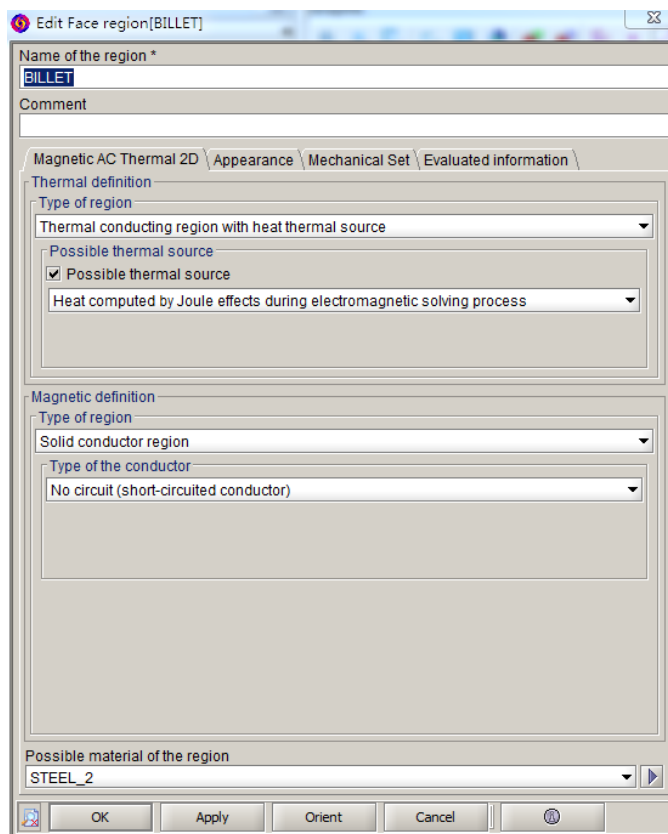 Edit Face region[BILLET]
Name of the region *
BILLET
Comment
Magnetic AC Thermal 2D Appearance Mechanical Set Evaluated information
Thermal definition
Type of region
Thermal conducting region with heat thermal source
Possible thermal source
Possible thermal source
Heat computed by Joule effects during electromagnetic solving process
Magnetic definition
Type of region
Solid conductor region
Type of the conductor
No circuit (short-circuited conductor)
Possible material of the region
STEEL_2
OK Apply Orient Cancel